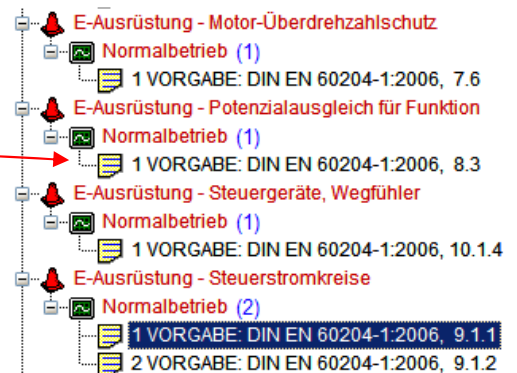 E-Ausrüstung - Motor-Überdrehzahlschutz
Normalbetrieb (1)
1 VORGABE: DIN EN 60204-1:2006, 7.6
E-Ausrüstung - Potenzialausgleich für Funktion
Normalbetrieb (1)
1 VORGABE: DIN EN 60204-1:2006, 8.3
E-Ausrüstung - Steuergeräte, Wegfühler
Normalbetrieb (1)
1 VORGABE: DIN EN 60204-1:2006, 10.1.4
E-Ausrüstung - Steuerstromkreise
Normalbetrieb (2)
1 VORGABE: DIN EN 60204-1:2006, 9.1.1
2 VORGABE: DIN EN 60204-1:2006, 9.1.2